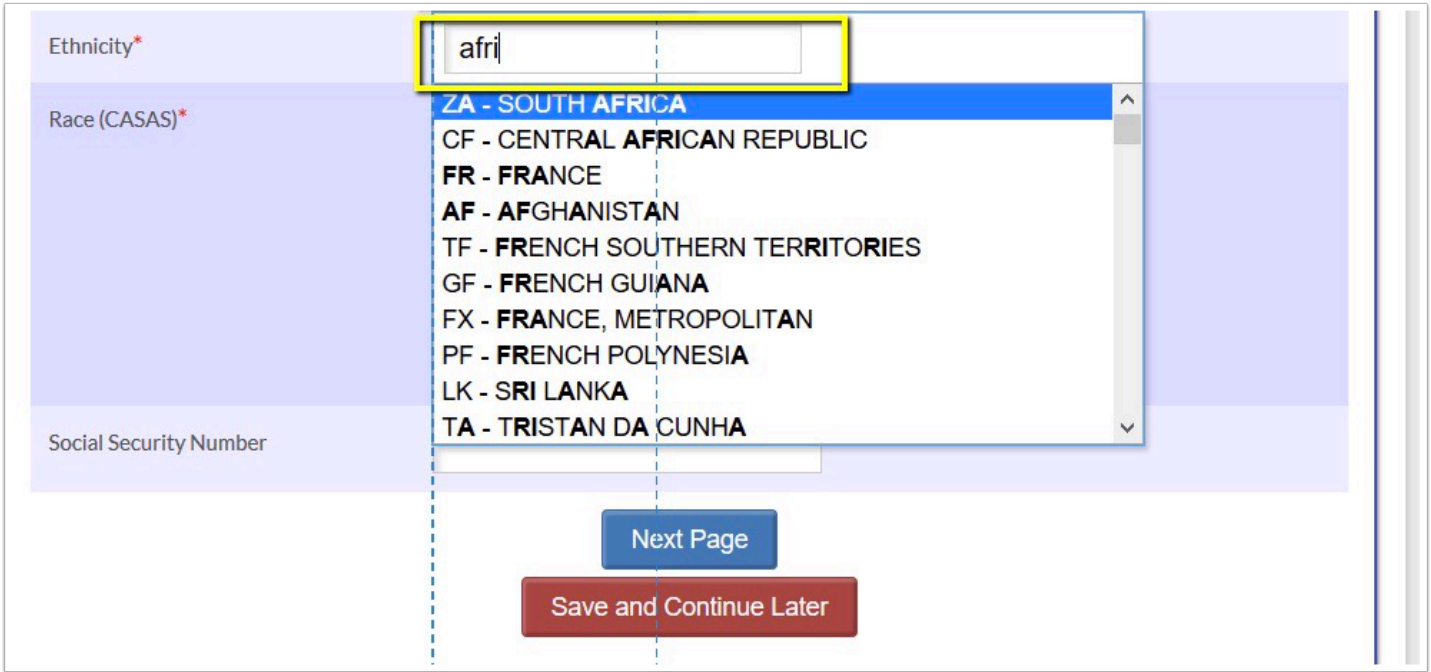 Ethnicity*
afri
Race (CASAS)*
ZA - SOUTH AFRICA
CF - CENTRAL AFRICAN REPUBLIC
FR - FRANCE
AF - AFGHANISTAN
TF - FRENCH SOUTHERN TERRITORIES
GF - FRENCH GUIANA
FX - FRANCE, METROPOLITAN
PF - FRENCH POLYNESIA
LK - SRI LANKA
TA - TRISTAN DA CUNHA
Social Security Number
Next Page
Save and Continue Later